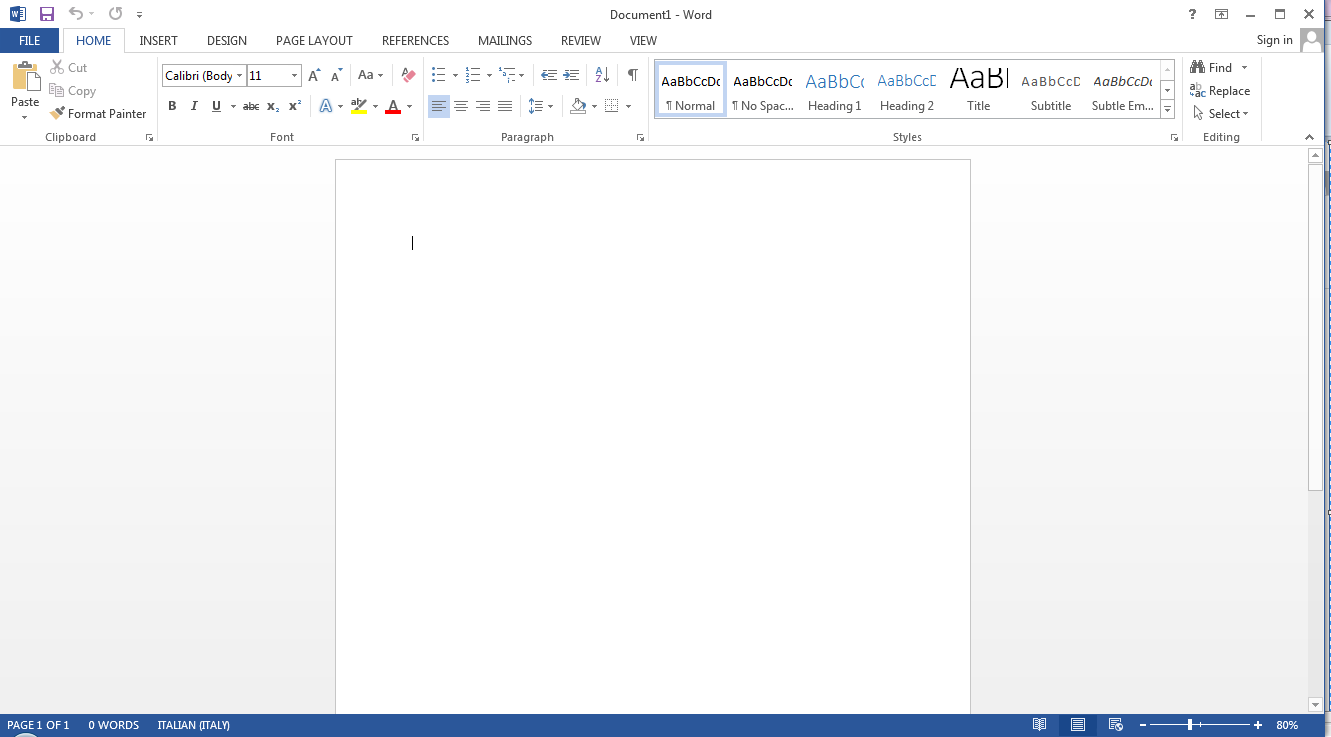 Document1 - Word
?
FILE HOME INSERT DESIGN PAGE LAYOUT REFERENCES MAILINGS REVIEW VIEW Sign in
Paste
Cut
Copy
Format Painter
Clipboard
Calibri (Body 11
Aa
B I U abc x₂ x² A aby A
Font
A Z
¶
Paragraph
AaBbCcDc AaBbCcDc AaBbCc AaBbCcD AaBl AaBbCcD AaBbCcDc
¶ Normal ¶ No Spac... Heading 1 Heading 2 Title Subtitle Subtle Em...
Styles
Find
Replace
Select
Editing
PAGE 1 OF 1 0 WORDS ITALIAN (ITALY) 80%